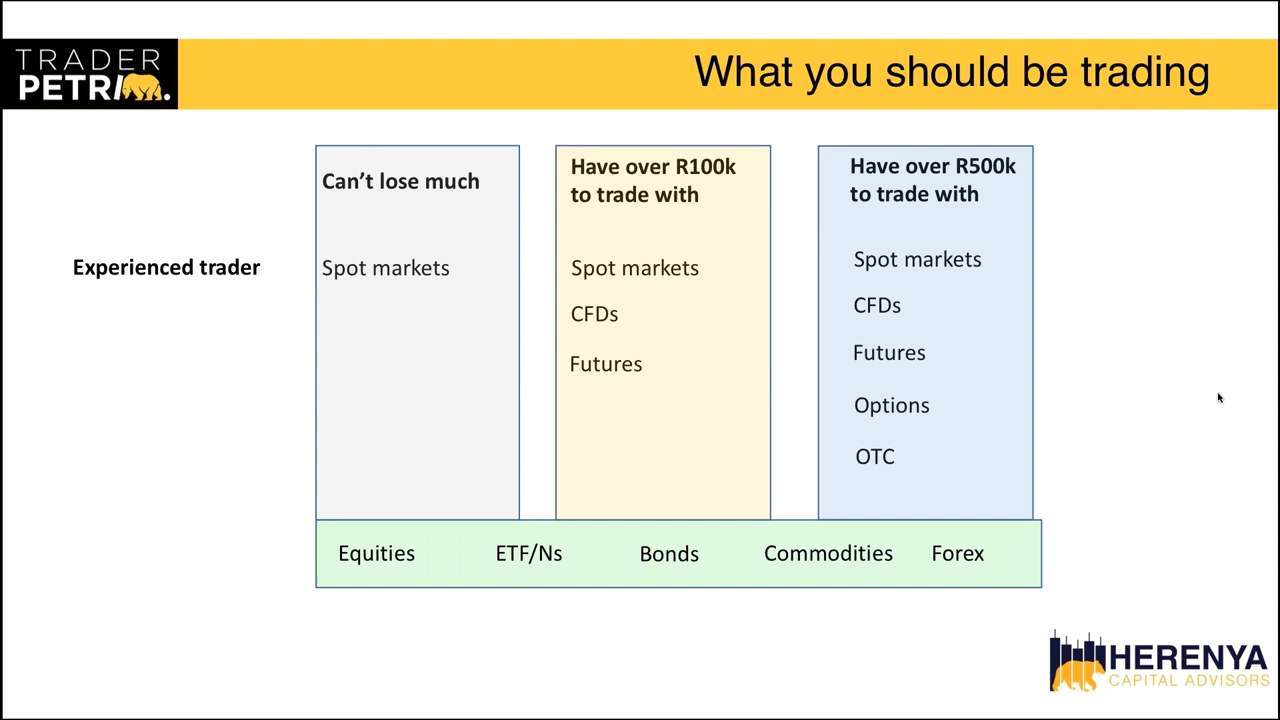 TRADER
PETRI.
What you should be trading
Can’t lose much
Have over R100k
to trade with
Have over R500k
to trade with
Experienced trader
Spot markets
Spot markets
CFDs
Futures
Spot markets
CFDs
Futures
Options
OTC
Equities ETF/Ns Bonds Commodities Forex
HERENYA
CAPITAL ADVISORS